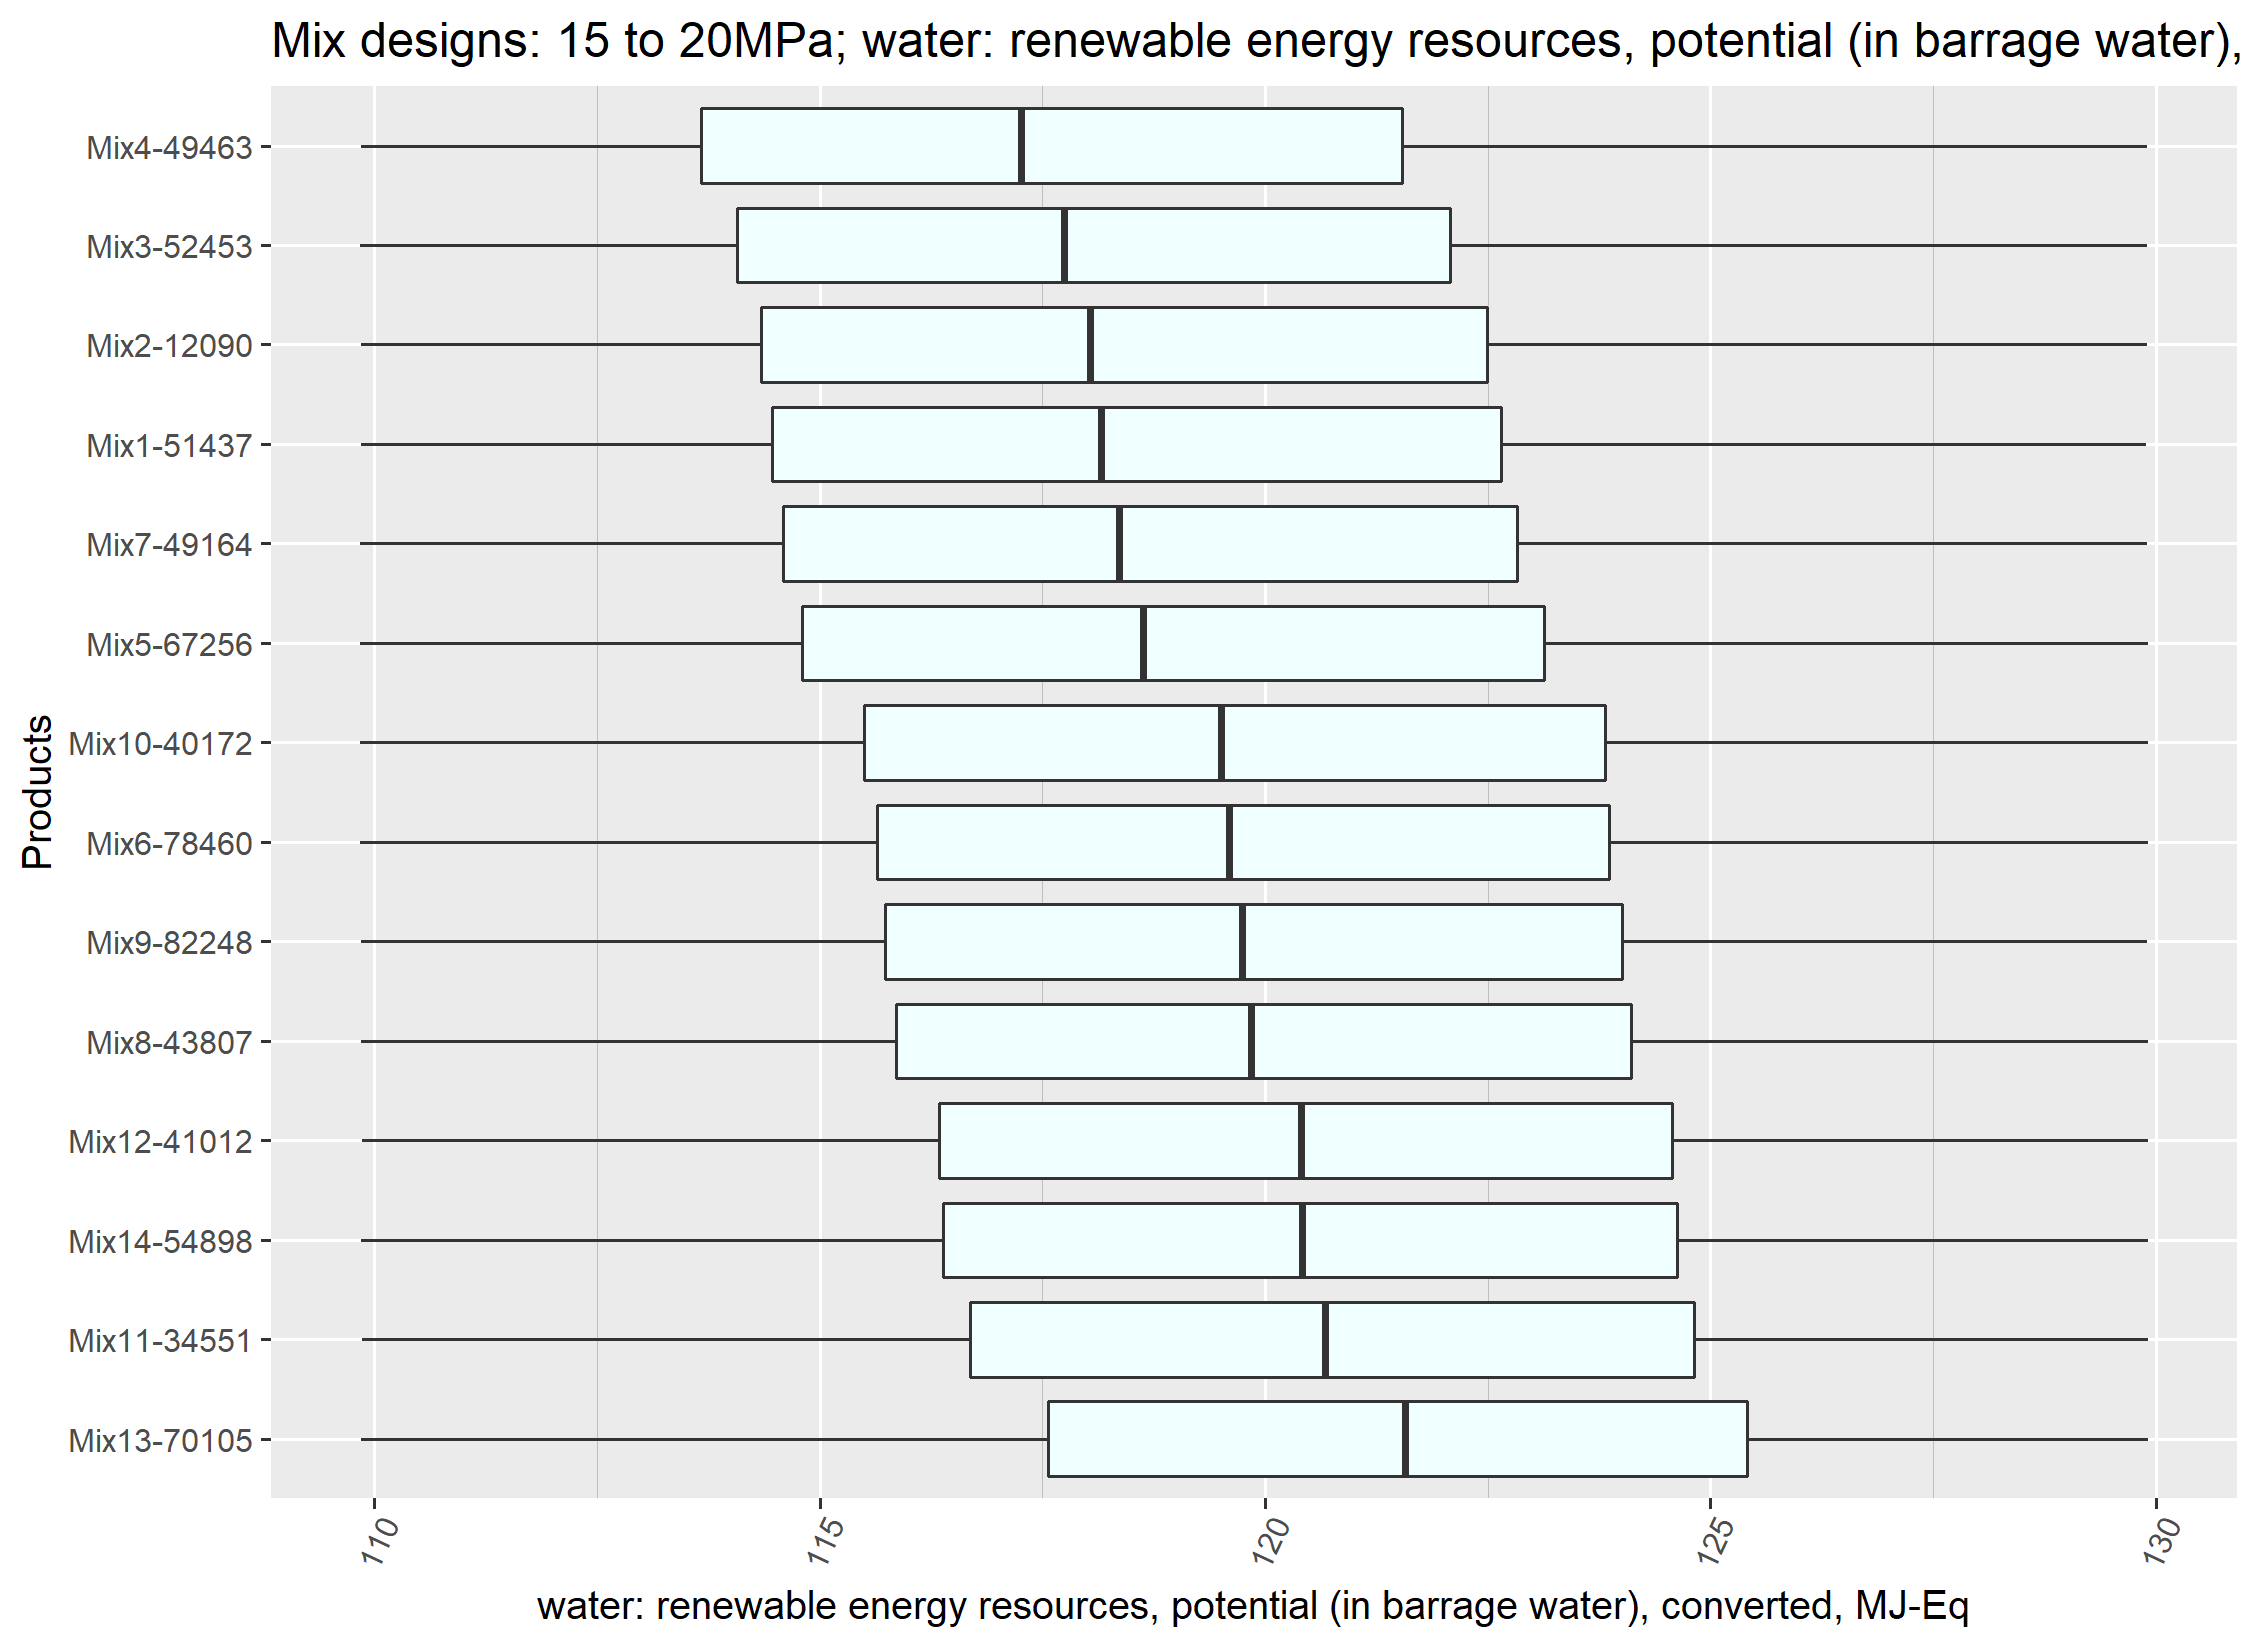 Mix designs: 15 to 20MPa; water: renewable energy resources, potential (in barrage water),
Products
Mix4-49463
Mix3-52453
Mix2-12090
Mix1-51437
Mix7-49164
Mix5-67256
Mix10-40172
Mix6-78460
Mix9-82248
Mix8-43807
Mix12-41012
Mix14-54898
Mix11-34551
Mix13-70105
110
115
120
125
130
water: renewable energy resources, potential (in barrage water), converted, MJ-Eq